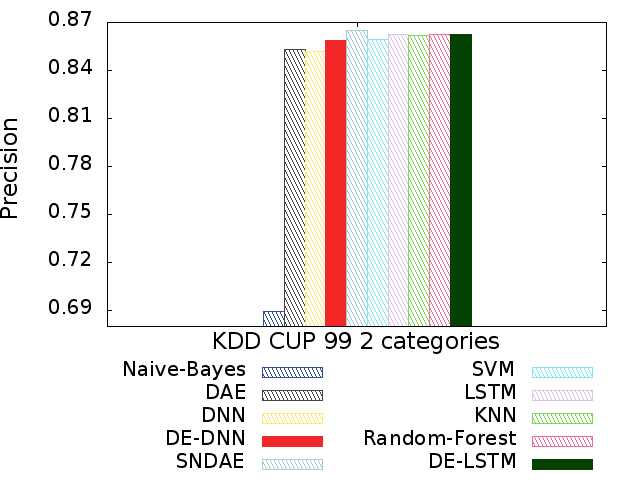 Precision
0.87
0.84
0.81
0.78
0.75
0.72
0.69
KDD CUP 99 2 categories
Naive-Bayes
DAE
DNN
DE-DNN
SNDAE
SVM
LSTM
KNN
Random-Forest
DE-LSTM